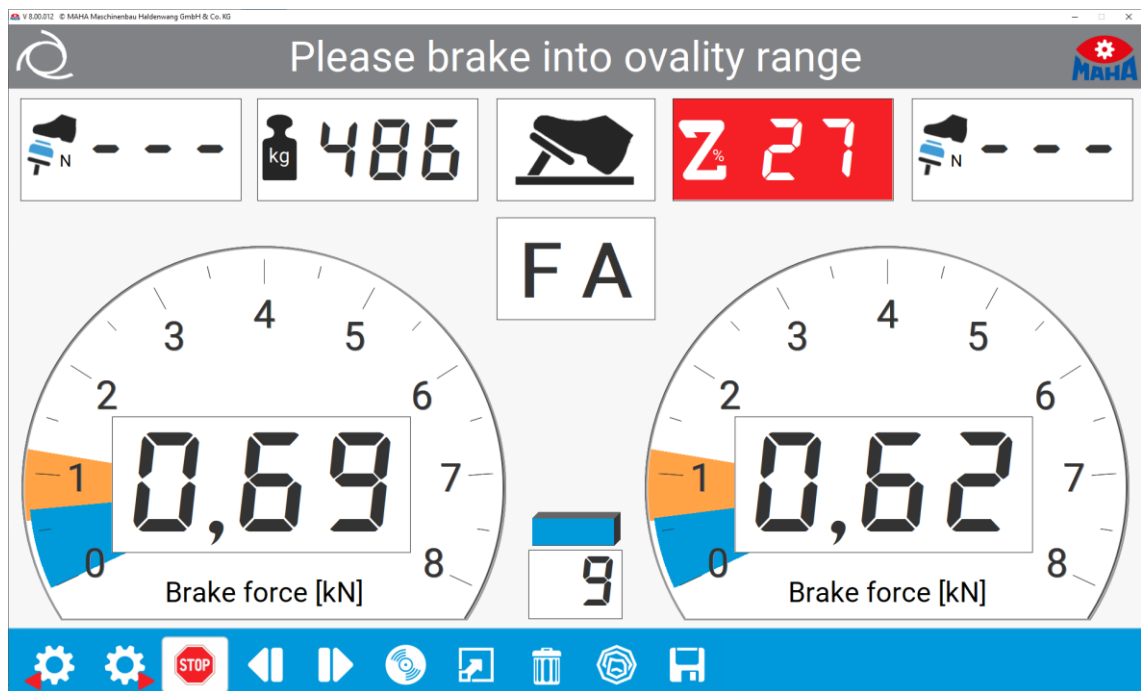 V 8.00.012 © MAHA Maschinenbau Haldenwang GmbH & Co. KG
Please brake into ovality range
MAHA
N - - -
kg 486
Z % 27
N - - -
F A
0 1 2 3 4 5 6 7 8
0,69
Brake force [kN]
9
0 1 2 3 4 5 6 7 8
0,62
Brake force [kN]
STOP